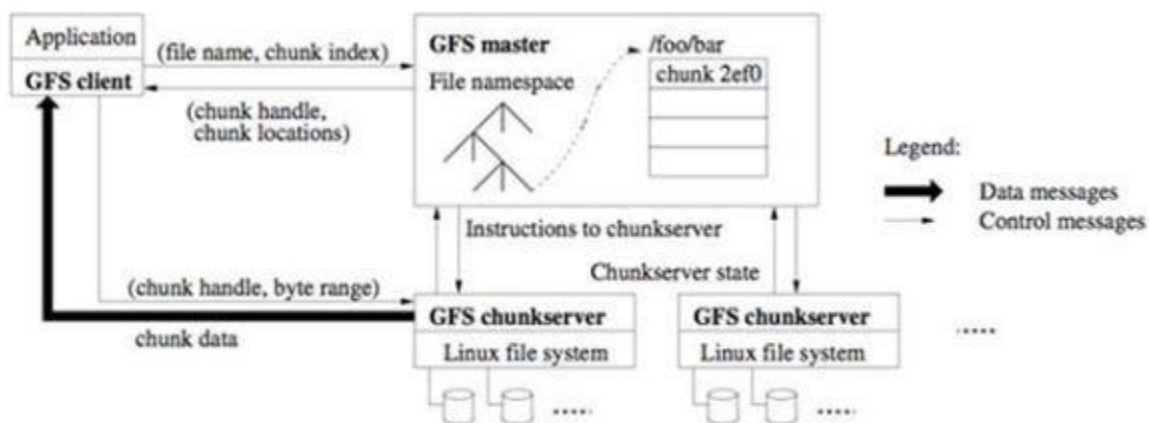 Application
GFS client
(file name, chunk index)
(chunk handle,
chunk locations)
GFS master
File namespace
/foo/bar
chunk 2ef0
Legend:
Data messages
Control messages
Instructions to chunkserver
Chunkserver state
(chunk handle, byte range)
chunk data
GFS chunkserver
Linux file system
GFS chunkserver
Linux file system